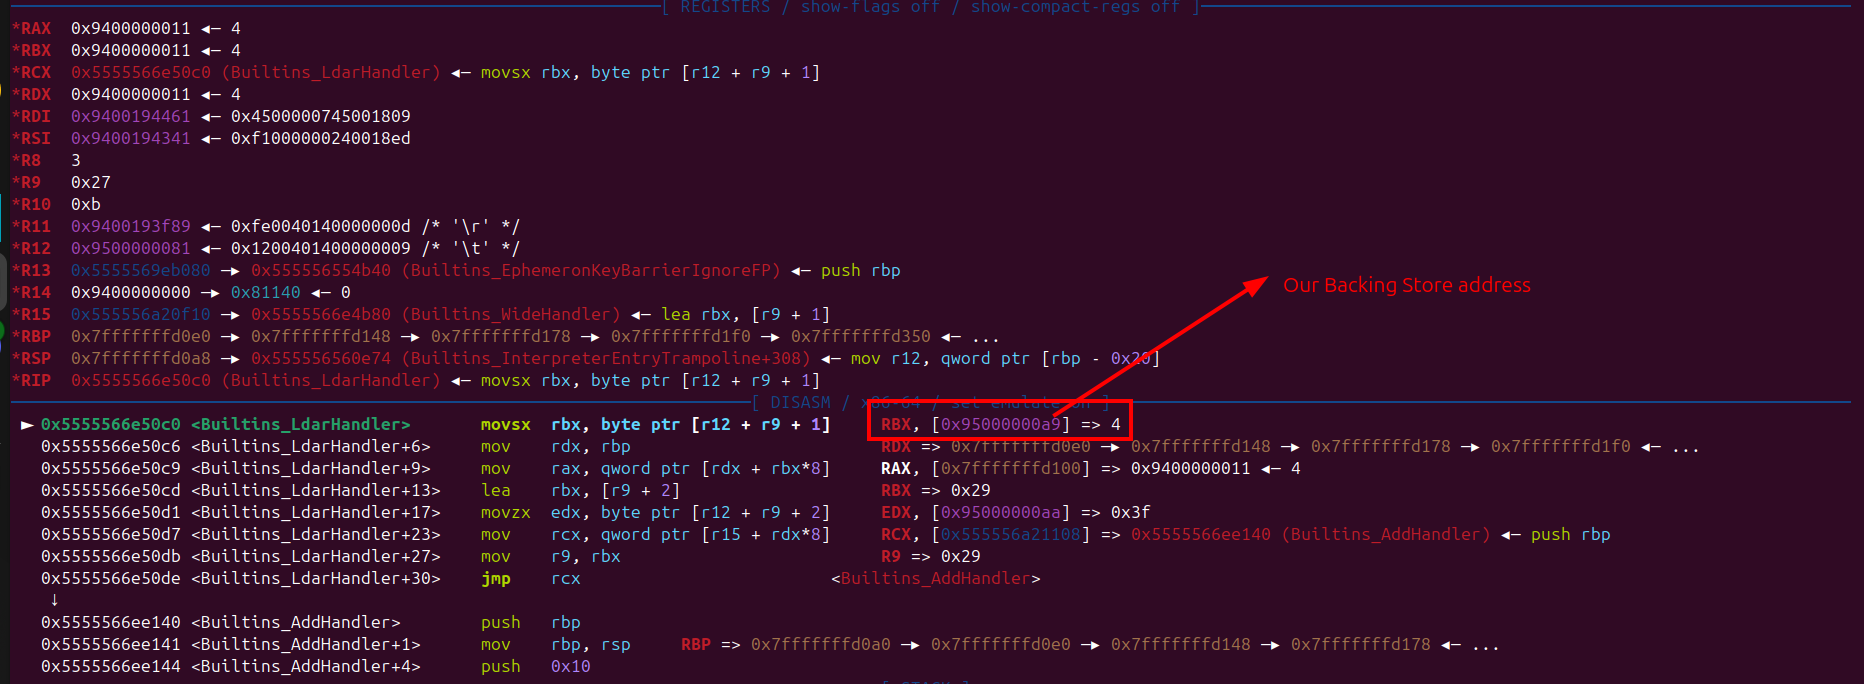 [ REGISTERS / show-flags off / show-compact-regs off ]
*RAX 0x9400000011 ◂— 4
*RBX 0x9400000011 ◂— 4
*RCX 0x5555566e50c0 (Builtins_LdarHandler) ◂— movsx rbx, byte ptr [r12 + r9 + 1]
*RDX 0x9400000011 ◂— 4
*RDI 0x9400194461 ◂— 0x4500000745001809
*RSI 0x9400194341 ◂— 0xf1000000240018ed
*R8 3
*R9 0x27
*R10 0xb
*R11 0x9400193f89 ◂— 0xfe0040140000000d /* '\r' */
*R12 0x9500000081 ◂— 0x1200401400000009 /* '\t' */
*R13 0x5555569eb080 —▸ 0x555556554b40 (Builtins_EphemeronKeyBarrierIgnoreFP) ◂— push rbp
*R14 0x9400000000 —▸ 0x81140 ◂— 0
*R15 0x555556a20f10 —▸ 0x5555566e4b80 (Builtins_WideHandler) ◂— lea rbx, [r9 + 1]
*RBP 0x7fffffffd0e0 —▸ 0x7fffffffd148 —▸ 0x7fffffffd178 —▸ 0x7fffffffd1f0 —▸ 0x7fffffffd350 ◂— ...
*RSP 0x7fffffffd0a8 —▸ 0x555556560e74 (Builtins_InterpreterEntryTrampoline+308) ◂— mov r12, qword ptr [rbp - 0x20]
*RIP 0x5555566e50c0 (Builtins_LdarHandler) ◂— movsx rbx, byte ptr [r12 + r9 + 1]
Our Backing Store address
[ DISASM / x86-64 / set emulate on ]
► 0x5555566e50c0 <Builtins_LdarHandler> movsx rbx, byte ptr [r12 + r9 + 1] RBX, [0x95000000a9] => 4
0x5555566e50c6 <Builtins_LdarHandler+6> mov rdx, rbp RDX => 0x7fffffffd0e0 —▸ 0x7fffffffd148 —▸ 0x7fffffffd178 —▸ 0x7fffffffd1f0 ◂— ...
0x5555566e50c9 <Builtins_LdarHandler+9> mov rax, qword ptr [rdx + rbx*8] RAX, [0x7fffffffd100] => 0x9400000011 ◂— 4
0x5555566e50cd <Builtins_LdarHandler+13> lea rbx, [r9 + 2] RBX => 0x29
0x5555566e50d1 <Builtins_LdarHandler+17> movzx edx, byte ptr [r12 + r9 + 2] EDX, [0x95000000aa] => 0x3f
0x5555566e50d7 <Builtins_LdarHandler+23> mov rcx, qword ptr [r15 + rdx*8] RCX, [0x555556a21108] => 0x5555566ee140 (Builtins_AddHandler) ◂— push rbp
0x5555566e50db <Builtins_LdarHandler+27> mov r9, rbx R9 => 0x29
0x5555566e50de <Builtins_LdarHandler+30> jmp rcx <Builtins_AddHandler>
↓
0x5555566ee140 <Builtins_AddHandler> push rbp
0x5555566ee141 <Builtins_AddHandler+1> mov rbp, rsp RBP => 0x7fffffffd0a0 —▸ 0x7fffffffd0e0 —▸ 0x7fffffffd148 —▸ 0x7fffffffd178 ◂— ...
0x5555566ee144 <Builtins_AddHandler+4> push 0x10